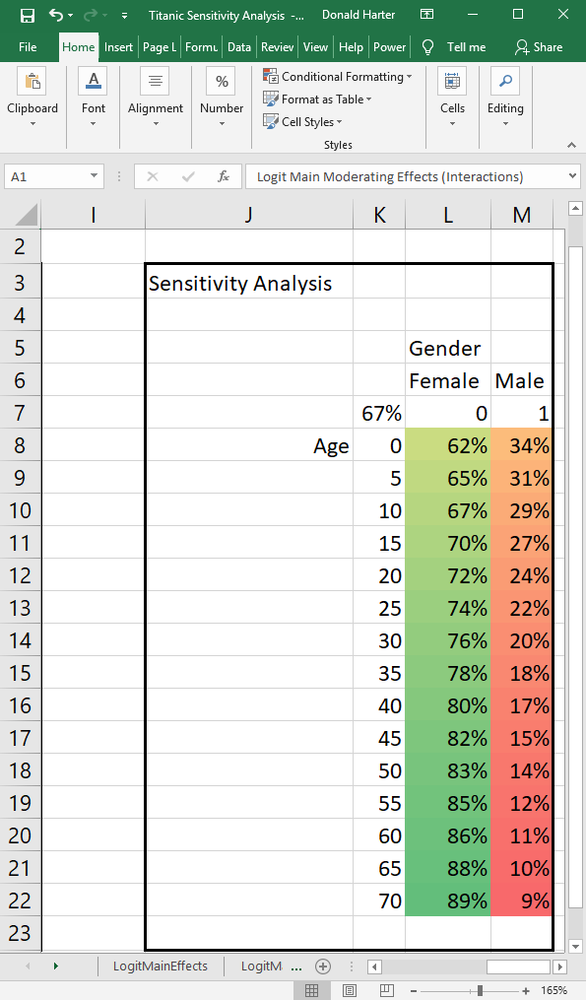 Titanic Sensitivity Analysis -... Donald Harter
File Home Insert Page L Formu Data Review View Help Power Tell me Share
Clipboard Font Alignment % Number Conditional Formatting Format as Table Cell Styles Styles Cells Editing
A1 fx Logit Main Moderating Effects (Interactions)
I J K L M
2
3 Sensitivity Analysis
4
5 Gender
6 Female Male
7 67% 0 1
8 Age 0 62% 34%
9 5 65% 31%
10 10 67% 29%
11 15 70% 27%
12 20 72% 24%
13 25 74% 22%
14 30 76% 20%
15 35 78% 18%
16 40 80% 17%
17 45 82% 15%
18 50 83% 14%
19 55 85% 12%
20 60 86% 11%
21 65 88% 10%
22 70 89% 9%
23
LogitMainEffects LogitM ...
165%